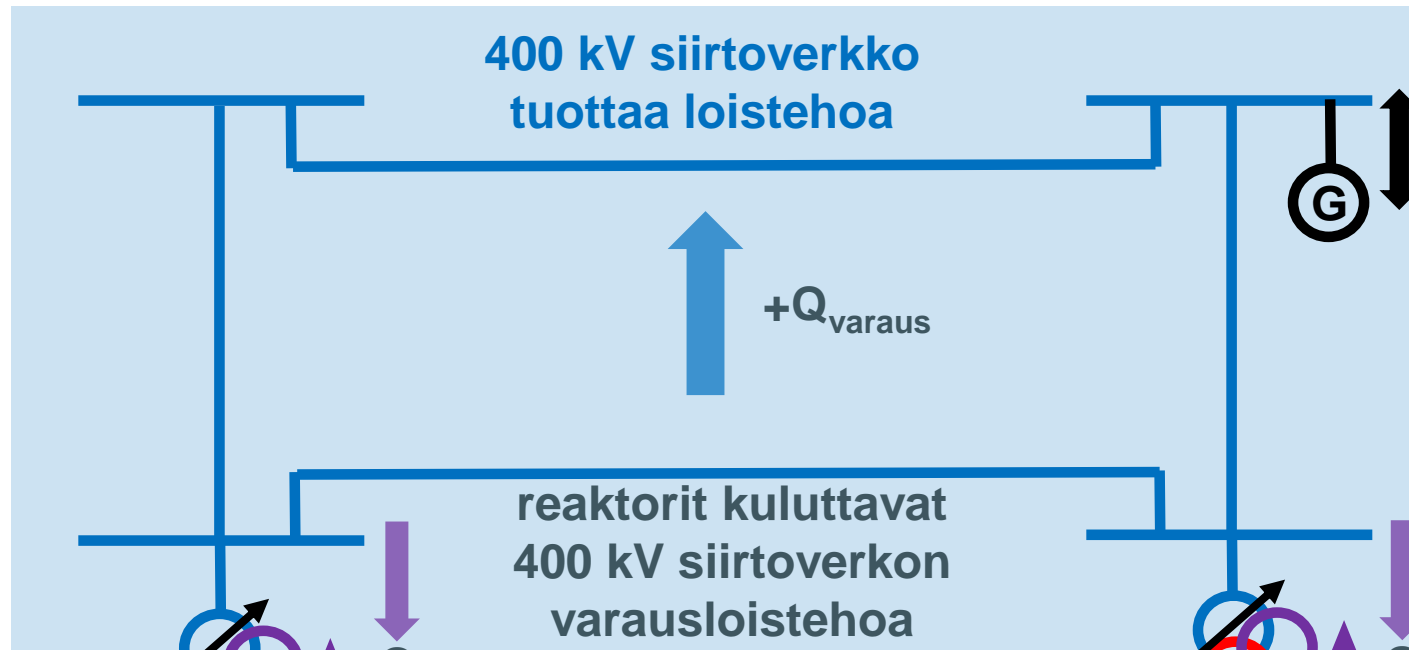 400 kV siirtoverkko
tuottaa loistehoa
G
+Qvaraus
reaktorit kuluttavat
400 kV siirtoverkon
varausloistehoa